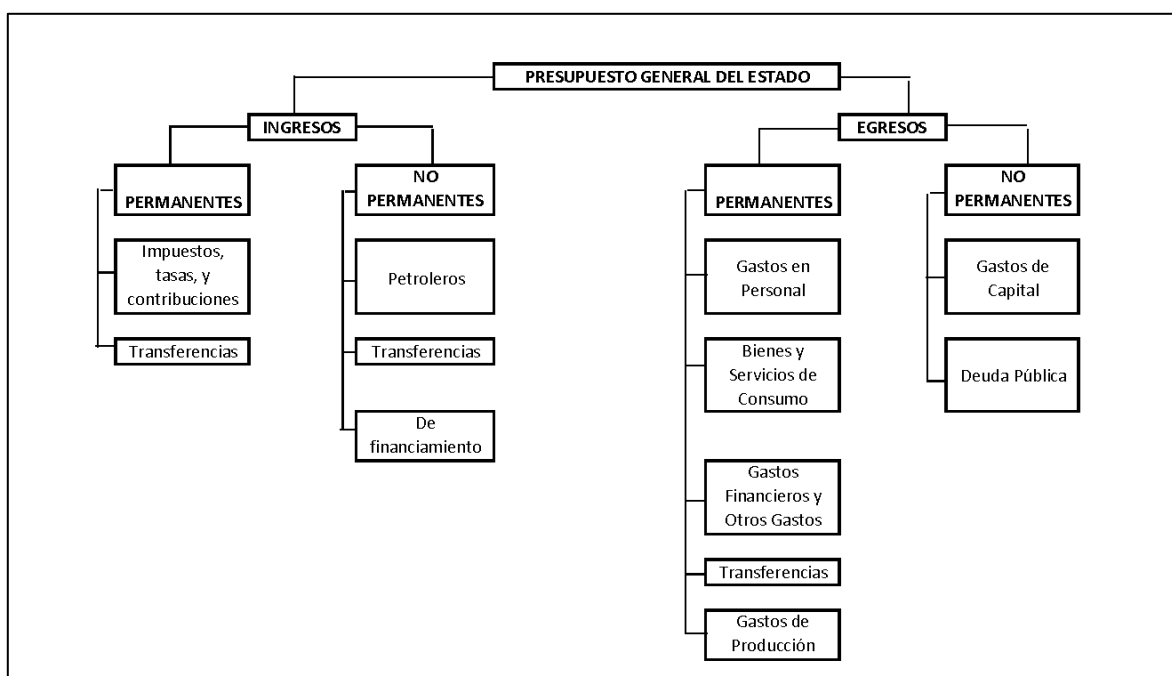 PRESUPUESTO GENERAL DEL ESTADO
INGRESOS
EGRESOS
PERMANENTES
NO
PERMANENTES
PERMANENTES
NO
PERMANENTES
Impuestos,
tasas, y
contribuciones
Transferencias
Petroleros
Transferencias
De
financiamiento
Gastos en
Personal
Bienes y
Servicios de
Consumo
Gastos
Financieros y
Otros Gastos
Transferencias
Gastos de
Producción
Gastos de
Capital
Deuda Pública